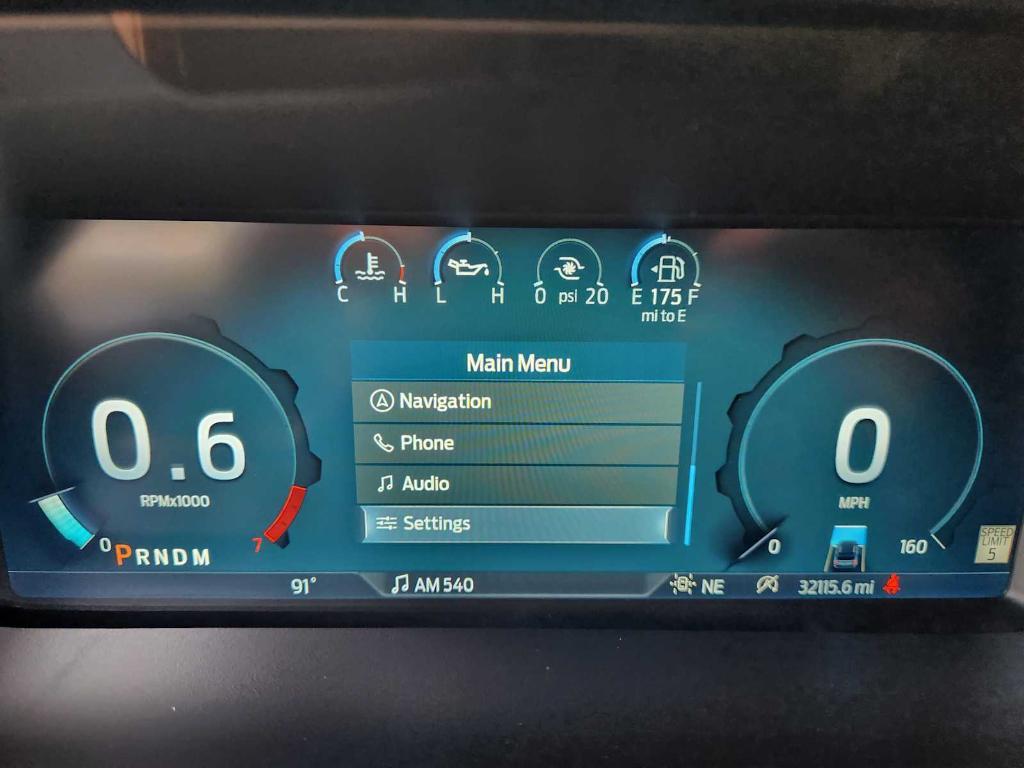 C H
L H
0 psi 20
E 175 F
mi to E
Main Menu
Navigation
Phone
Audio
Settings
0.6
RPMx1000
0
7
PRNDM
0
MPH
0
160
SPEED
LIMIT
5
91°
AM 540
NE
32115.6 mi